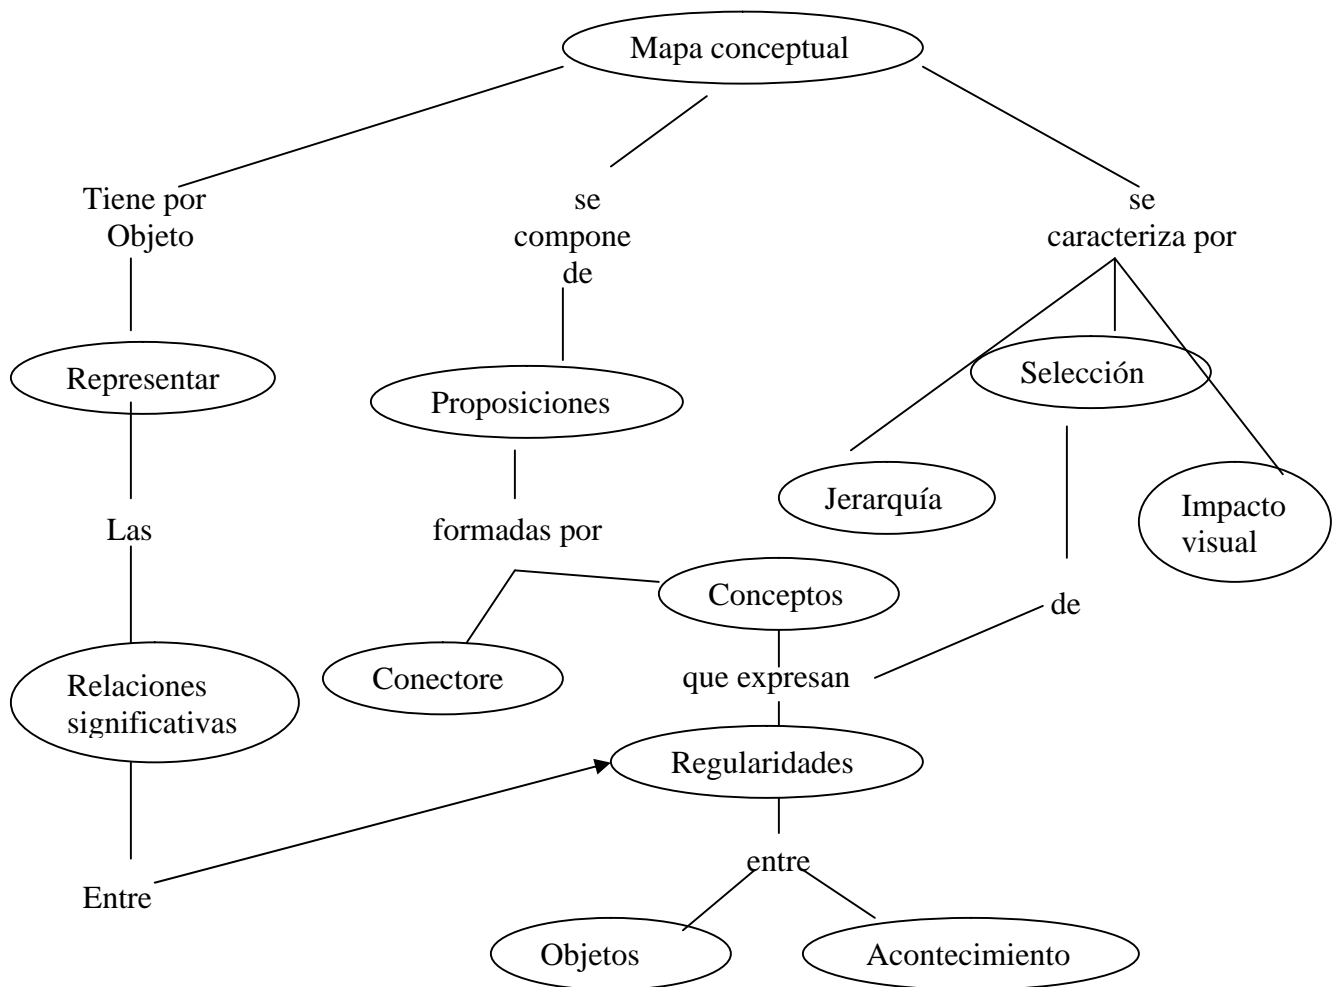 Mapa conceptual
Tiene por
Objeto
se
compone
de
se
caracteriza por
Representar
Proposiciones
Selección
Jerarquía
Impacto
visual
Las
formadas por
Conceptos
de
Conectore
que expresan
Relaciones
significativas
Regularidades
Entre
entre
Objetos
Acontecimiento